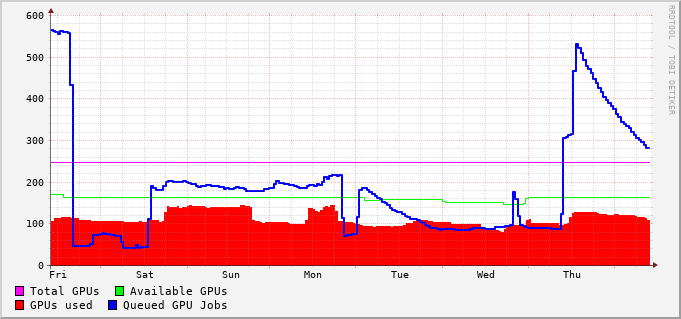 600
500
400
300
200
100
0
Fri Sat Sun Mon Tue Wed Thu
Total GPUs Available GPUs
GPUs used Queued GPU Jobs
RRDTOOL / TOBI OETIKER